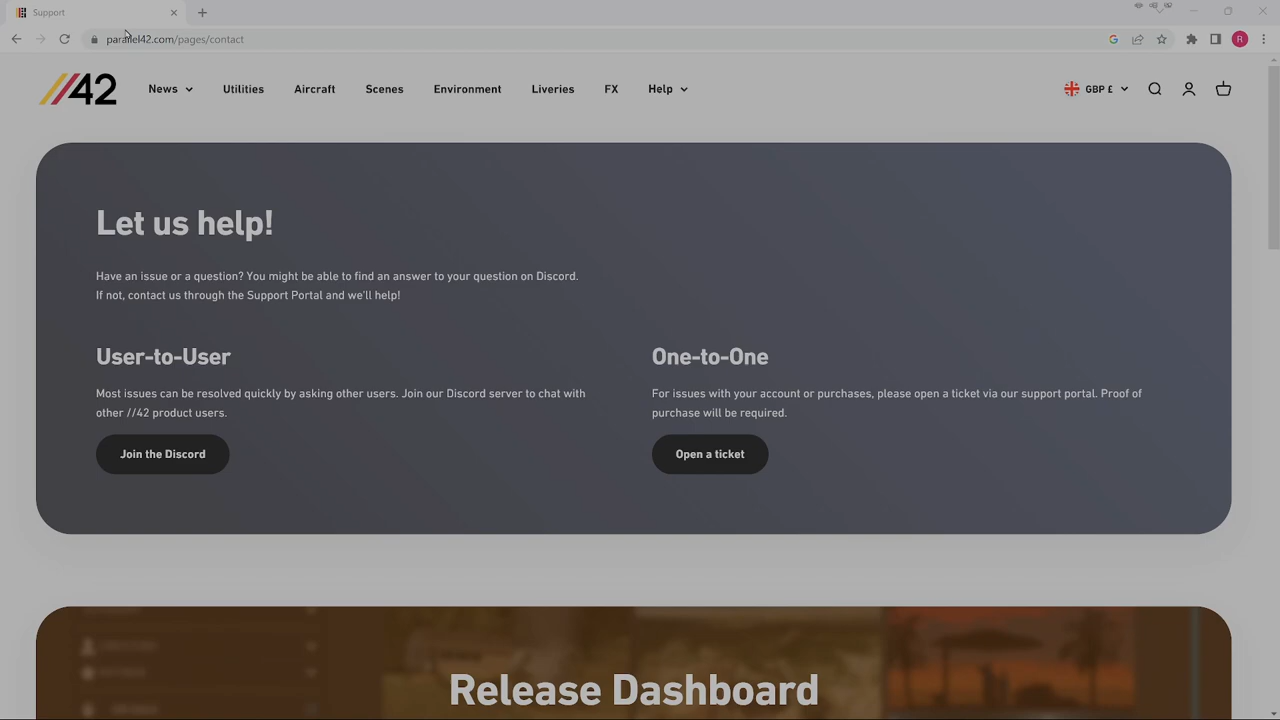 Support
parallel42.com/pages/contact
//42
News
Utilities
Aircraft
Scenes
Environment
Liveries
FX
Help
GBP £
Let us help!
Have an issue or a question? You might be able to find an answer to your question on Discord.
If not, contact us through the Support Portal and we'll help!
User-to-User
Most issues can be resolved quickly by asking other users. Join our Discord server to chat with
other //42 product users.
Join the Discord
One-to-One
For issues with your account or purchases, please open a ticket via our support portal. Proof of
purchase will be required.
Open a ticket
Release Dashboard